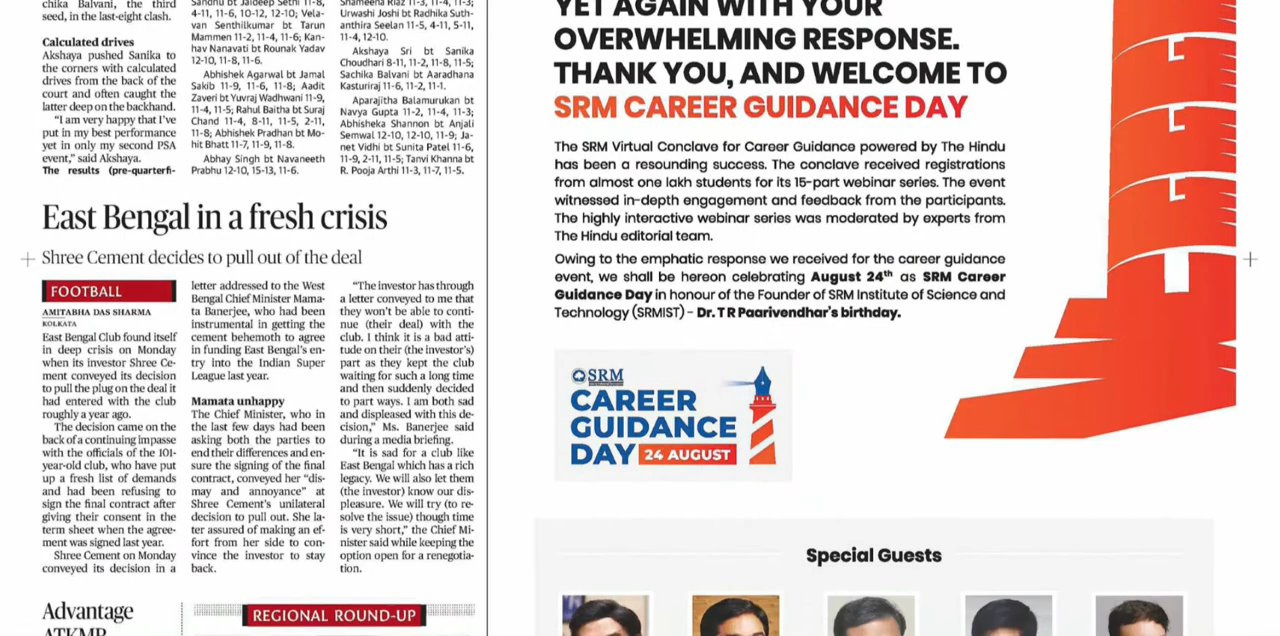 chika Balvani, the third
seed, in the last-eight clash.
Calculated drives
Akshaya pushed Sanika to
the corners with calculated
drives from the back of the
court and often caught the
latter deep on the backhand.
"I am very happy that I've
put in my best performance
yet in only my second PSA
event," said Akshaya.
The results (pre-quarterfi-
Sandhu bt Jaideep Sethi 11-8,
4-11, 11-6, 10-12, 12-10; Vela-
van Senthilkumar bt Tarun
Mammen 11-2, 11-4, 11-6; Kan-
hav Nanavati bt Rounak Yadav
12-10, 11-8, 11-6.
Abhishek Agarwal bt Jamal
Sakib 11-9, 11-6, 11-8; Aadit
Zaveri bt Yuvraj Wadhwani 11-9,
11-4, 11-5; Rahul Baitha bt Suraj
Chand 11-4, 8-11, 11-5, 2-11,
11-8; Abhishek Pradhan bt Mo-
hit Bhatt 11-7, 11-9, 11-8.
Abhay Singh bt Navaneeth
Prabhu 12-10, 15-13, 11-6.
Shameena Riaz 11-3, 11-4, 11-3;
Urwashi Joshi bt Radhika Suth-
anthira Seelan 11-5, 4-11, 5-11,
11-4, 12-10.
Akshaya Sri bt Sanika
Choudhari 8-11, 11-2, 11-8, 11-5;
Sachika Balvani bt Aaradhana
Kasturiraj 11-6, 11-2, 11-1.
Aparajitha Balamurukan bt
Navya Gupta 11-2, 11-4, 11-3;
Abhisheka Shannon bt Anjali
Semwal 12-10, 12-10, 11-9; Ja-
net Vidhi bt Sunita Patel 11-6,
11-9, 2-11, 11-5; Tanvi Khanna bt
R. Pooja Arthi 11-3, 11-7, 11-5.
East Bengal in a fresh crisis
Shree Cement decides to pull out of the deal
FOOTBALL
AMITABHA DAS SHARMA
KOLKATA
East Bengal Club found itself
in deep crisis on Monday
when its investor Shree Ce-
ment conveyed its decision
to pull the plug on the deal it
had entered with the club
roughly a year ago.
The decision came on the
back of a continuing impasse
with the officials of the 101-
year-old club, who have put
up a fresh list of demands
and had been refusing to
sign the final contract after
giving their consent in the
term sheet when the agree-
ment was signed last year.
Shree Cement on Monday
conveyed its decision in a
letter addressed to the West
Bengal Chief Minister Mama-
ta Banerjee, who had been
instrumental in getting the
cement behemoth to agree
in funding East Bengal's en-
try into the Indian Super
League last year.
Mamata unhappy
The Chief Minister, who in
the last few days had been
asking both the parties to
end their differences and en-
sure the signing of the final
contract, conveyed her "dis-
may and annoyance" at
Shree Cement's unilateral
decision to pull out. She la-
ter assured of making an ef-
fort from her side to con-
vince the investor to stay
back.
"The investor has through
a letter conveyed to me that
they won't be able to conti-
nue (their deal) with the
club. I think it is a bad atti-
tude on their (the investor's)
part as they kept the club
waiting for such a long time
and then suddenly decided
to part ways. I am both sad
and displeased with this de-
cision," Ms. Banerjee said
during a media briefing.
"It is sad for a club like
East Bengal which has a rich
legacy. We will also let them
(the investor) know our dis-
pleasure. We will try (to re-
solve the issue) though time
is very short," the Chief Mi-
nister said while keeping the
option open for a renegotia-
tion.
Advantage
ATKMB
REGIONAL ROUND-UP
YET AGAIN WITH YOUR
OVERWHELMING RESPONSE.
THANK YOU, AND WELCOME TO
SRM CAREER GUIDANCE DAY
The SRM Virtual Conclave for Career Guidance powered by The Hindu
has been a resounding success. The conclave received registrations
from almost one lakh students for its 15-part webinar series. The event
witnessed in-depth engagement and feedback from the participants.
The highly interactive webinar series was moderated by experts from
The Hindu editorial team.
Owing to the emphatic response we received for the career guidance
event, we shall be hereon celebrating August 24th as SRM Career
Guidance Day in honour of the Founder of SRM Institute of Science and
Technology (SRMIST) - Dr. T R Paarivendhar's birthday.
SRM
CAREER
GUIDANCE
DAY 24 AUGUST
Special Guests